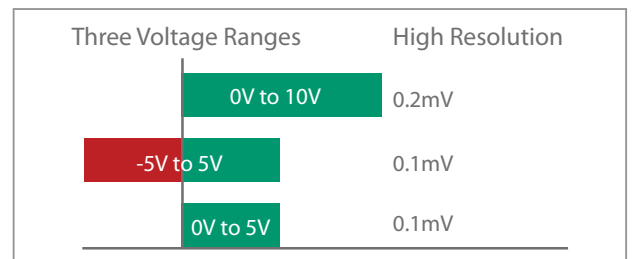 Three Voltage Ranges High Resolution
0V to 10V 0.2mV
-5V to 5V 0.1mV
0V to 5V 0.1mV